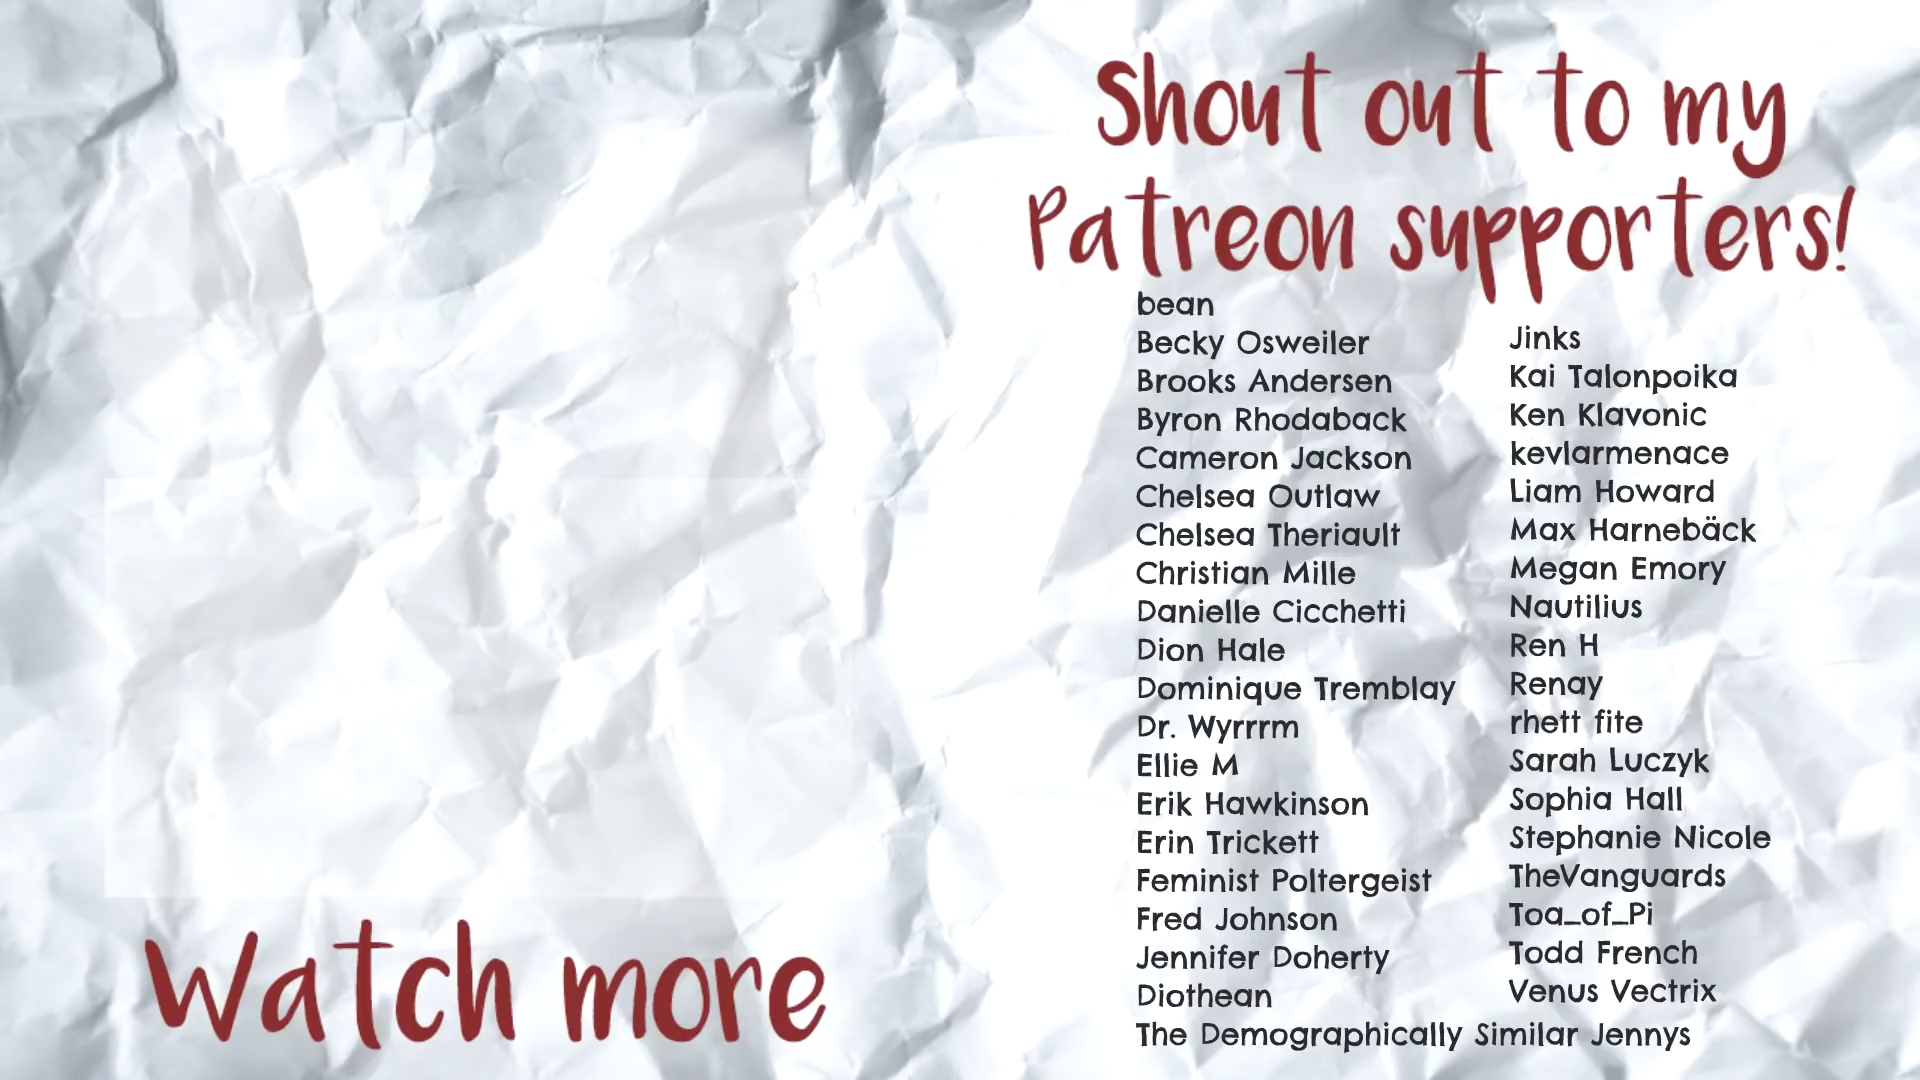 Shout out to my
Patreon supporters!
bean
Becky Osweiler
Brooks Andersen
Byron Rhodaback
Cameron Jackson
Chelsea Outlaw
Chelsea Theriault
Christian Mille
Danielle Cicchetti
Dion Hale
Dominique Tremblay
Dr. Wyrrrm
Ellie M
Erik Hawkinson
Erin Trickett
Feminist Poltergeist
Fred Johnson
Jennifer Doherty
Diothean
The Demographically Similar Jennys
Jinks
Kai Talonpoika
Ken Klavonic
kevlarmenace
Liam Howard
Max Harnebäck
Megan Emory
Nautilius
Ren H
Renay
rhett fite
Sarah Luczyk
Sophia Hall
Stephanie Nicole
TheVanguards
Toa_of_Pi
Todd French
Venus Vectrix
Watch more